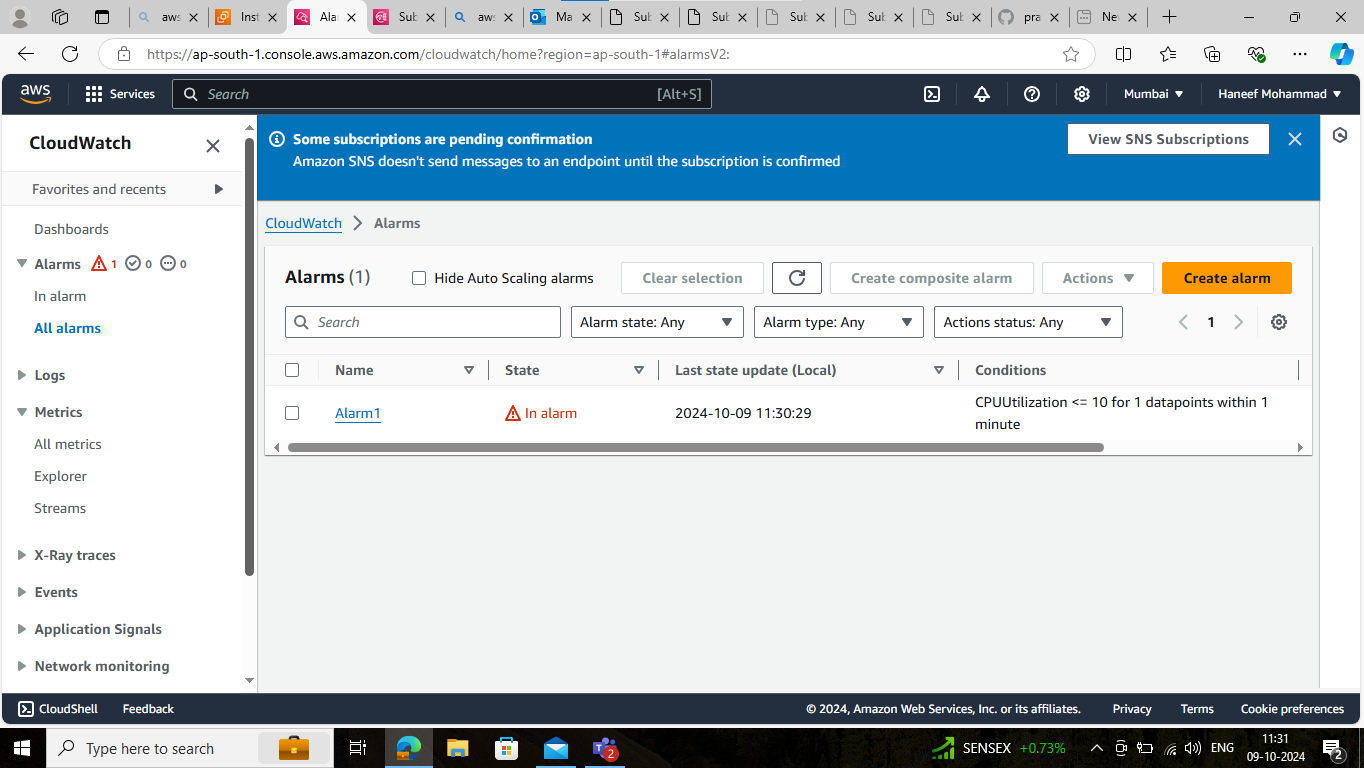 aws
Inst
Alar
Sub
aws
Ma
Sub
Sub
Sub
Sub
Sub
pra
Ne
https://ap-south-1.console.aws.amazon.com/cloudwatch/home?region=ap-south-1#alarmsV2:
aws
Services
Search
[Alt+S]
Mumbai
Haneef Mohammad
CloudWatch
Favorites and recents
Dashboards
Alarms 1 0 0
In alarm
All alarms
Logs
Metrics
All metrics
Explorer
Streams
X-Ray traces
Events
Application Signals
Network monitoring
Some subscriptions are pending confirmation
Amazon SNS doesn't send messages to an endpoint until the subscription is confirmed
View SNS Subscriptions
CloudWatch
Alarms
Alarms (1)
Hide Auto Scaling alarms
Clear selection
Create composite alarm
Actions
Create alarm
Search
Alarm state: Any
Alarm type: Any
Actions status: Any
1
Name
State
Last state update (Local)
Conditions
Alarm1
In alarm
2024-10-09 11:30:29
CPUUtilization <= 10 for 1 datapoints within 1
minute
CloudShell
Feedback
© 2024, Amazon Web Services, Inc. or its affiliates.
Privacy
Terms
Cookie preferences
Type here to search
2
SENSEX +0.73%
ENG
11:31
09-10-2024
2